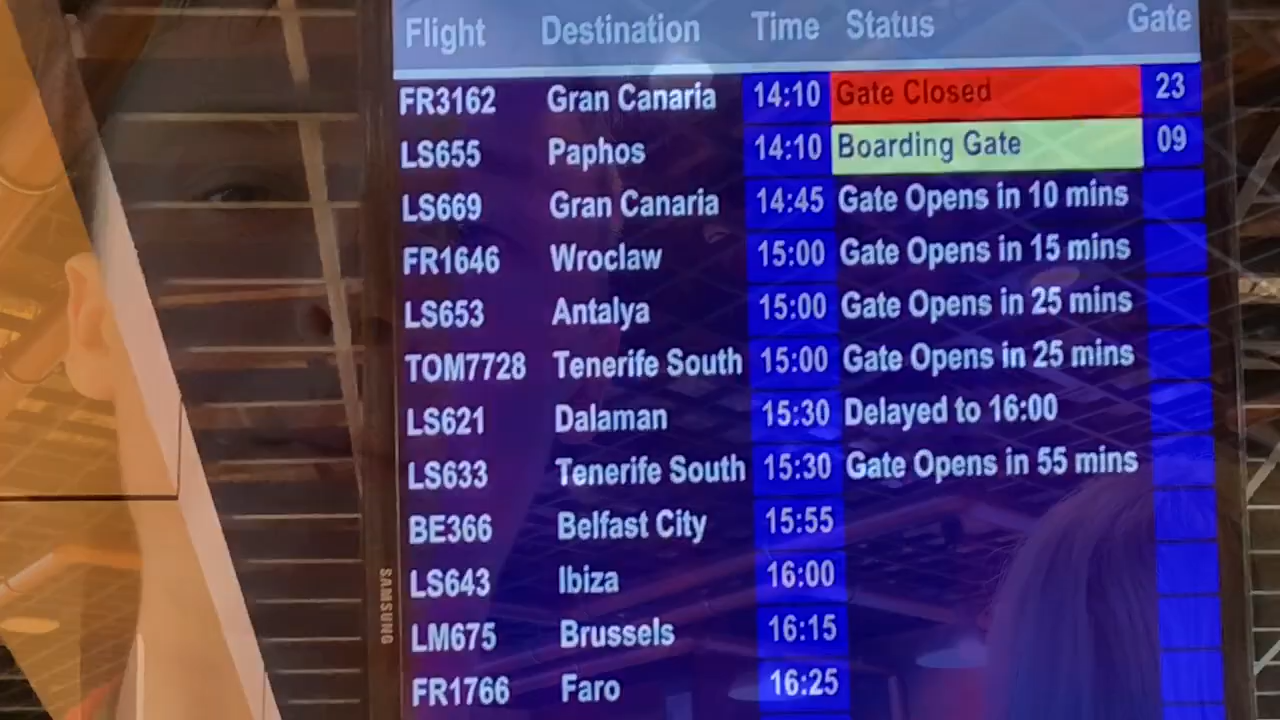 Flight Destination Time Status Gate
FR3162 Gran Canaria 14:10 Gate Closed 23
LS655 Paphos 14:10 Boarding Gate 09
LS669 Gran Canaria 14:45 Gate Opens in 10 mins
FR1646 Wroclaw 15:00 Gate Opens in 15 mins
LS653 Antalya 15:00 Gate Opens in 25 mins
TOM7728 Tenerife South 15:00 Gate Opens in 25 mins
LS621 Dalaman 15:30 Delayed to 16:00
LS633 Tenerife South 15:30 Gate Opens in 55 mins
BE366 Belfast City 15:55
LS643 Ibiza 16:00
LM675 Brussels 16:15
FR1766 Faro 16:25
SAMSUNG